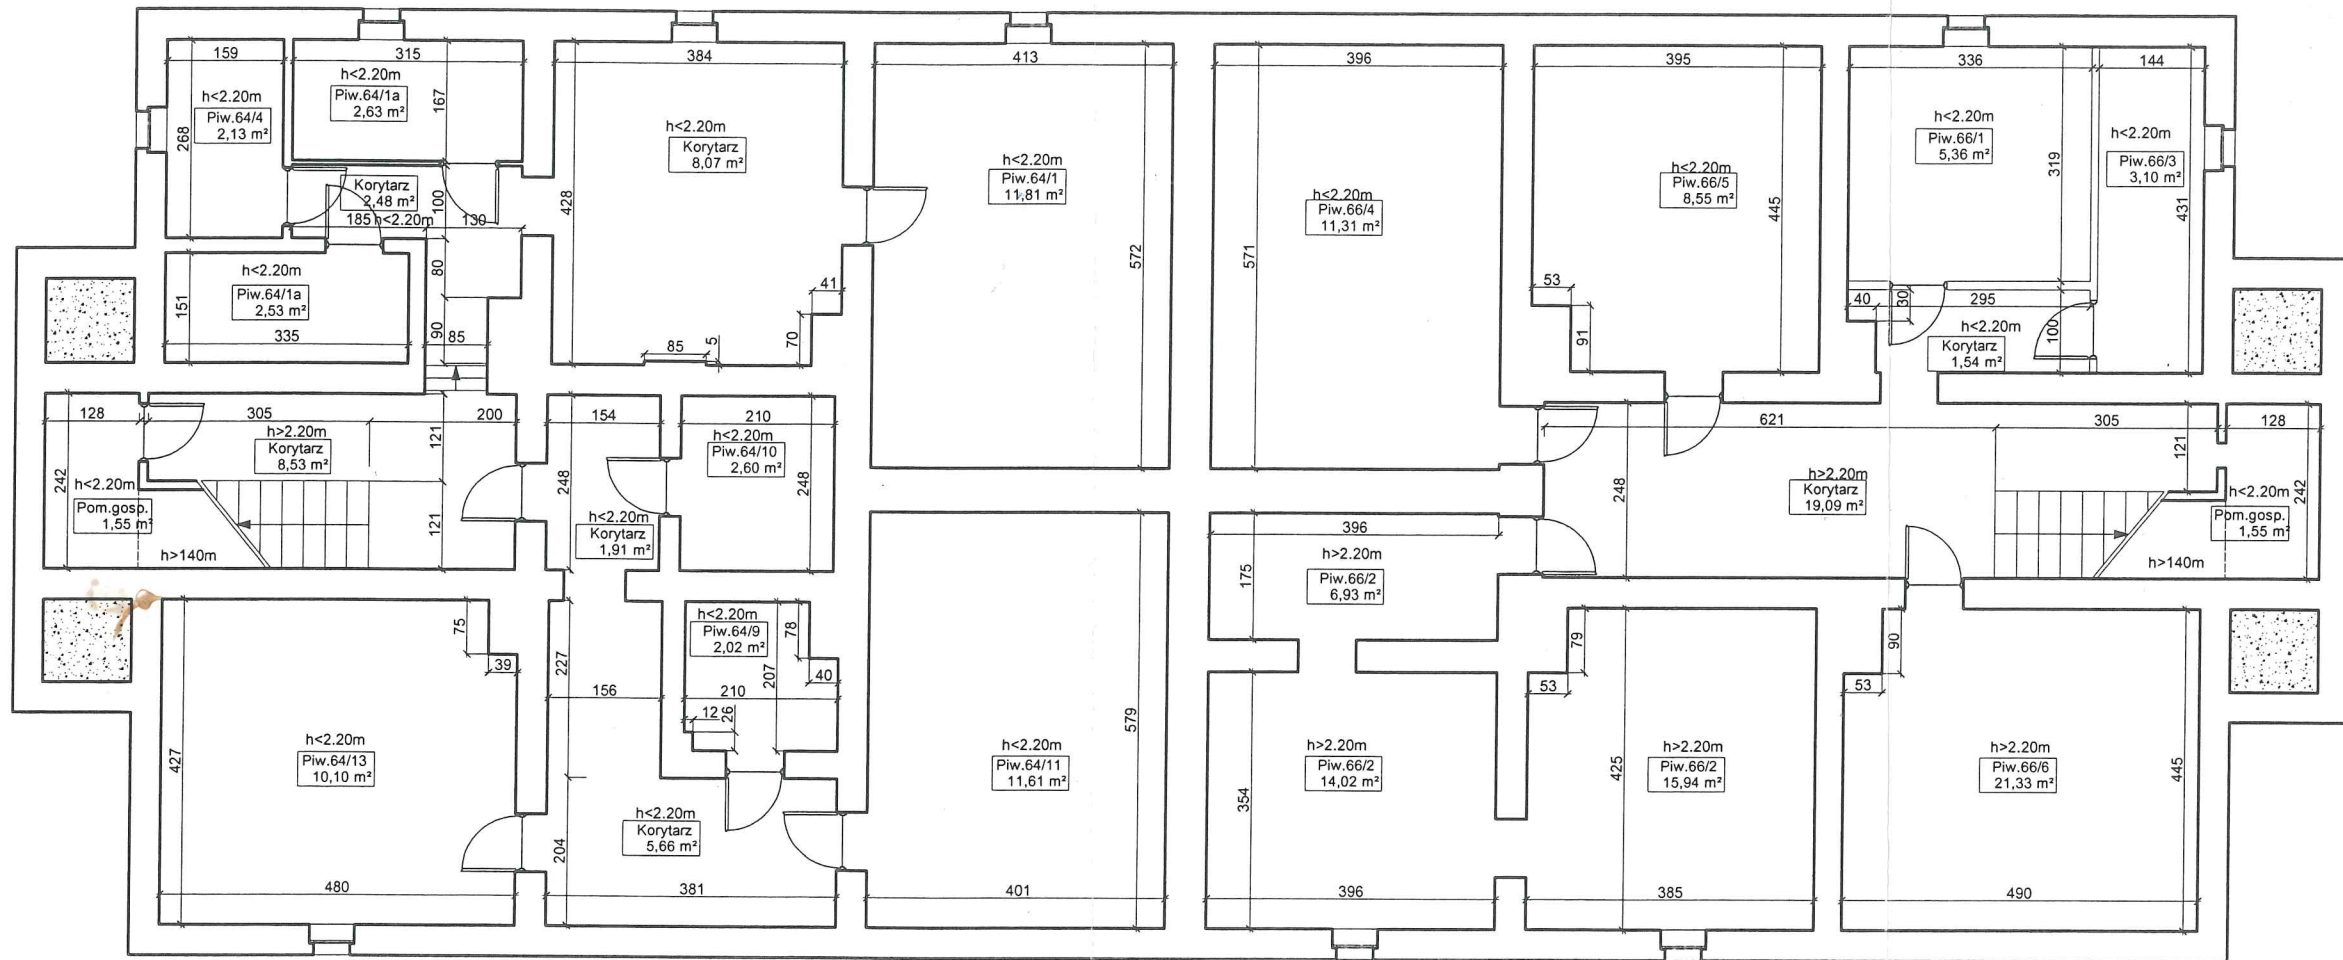 159
315
384
413
396
395
336
144
h<2.20m
Piw.64/4
2,13 m²
268
h<2.20m
Piw.64/1a
2,63 m²
167
h<2.20m
Korytarz
8,07 m²
428
h<2.20m
Piw.64/1
11,81 m²
572
h<2.20m
Piw.66/4
11,31 m²
571
h<2.20m
Piw.66/5
8,55 m²
445
53
91
h<2.20m
Piw.66/1
5,36 m²
319
h<2.20m
Piw.66/3
3,10 m²
431
Korytarz
2,48 m²
100
185
h<2.20m
130
80
90
85
h<2.20m
Piw.64/1a
2,53 m²
151
335
41
70
85
5
40
30
295
h<2.20m
Korytarz
1,54 m²
100
128
305
200
h>2.20m
Korytarz
8,53 m²
121
121
242
h<2.20m
Pom.gosp.
1,55 m²
h>140m
154
248
h<2.20m
Korytarz
1,91 m²
210
h<2.20m
Piw.64/10
2,60 m²
248
621
305
128
121
248
h>2.20m
Korytarz
19,09 m²
h<2.20m
242
Pom.gosp.
1,55 m²
h>140m
396
h>2.20m
Piw.66/2
6,93 m²
175
75
39
h<2.20m
Piw.64/13
10,10 m²
427
480
227
156
h<2.20m
Piw.64/9
2,02 m²
78
207
40
210
12
26
h<2.20m
Korytarz
5,66 m²
204
381
h<2.20m
Piw.64/11
11,61 m²
579
401
h>2.20m
Piw.66/2
14,02 m²
354
396
79
53
h>2.20m
Piw.66/2
15,94 m²
425
385
90
53
h>2.20m
Piw.66/6
21,33 m²
445
490